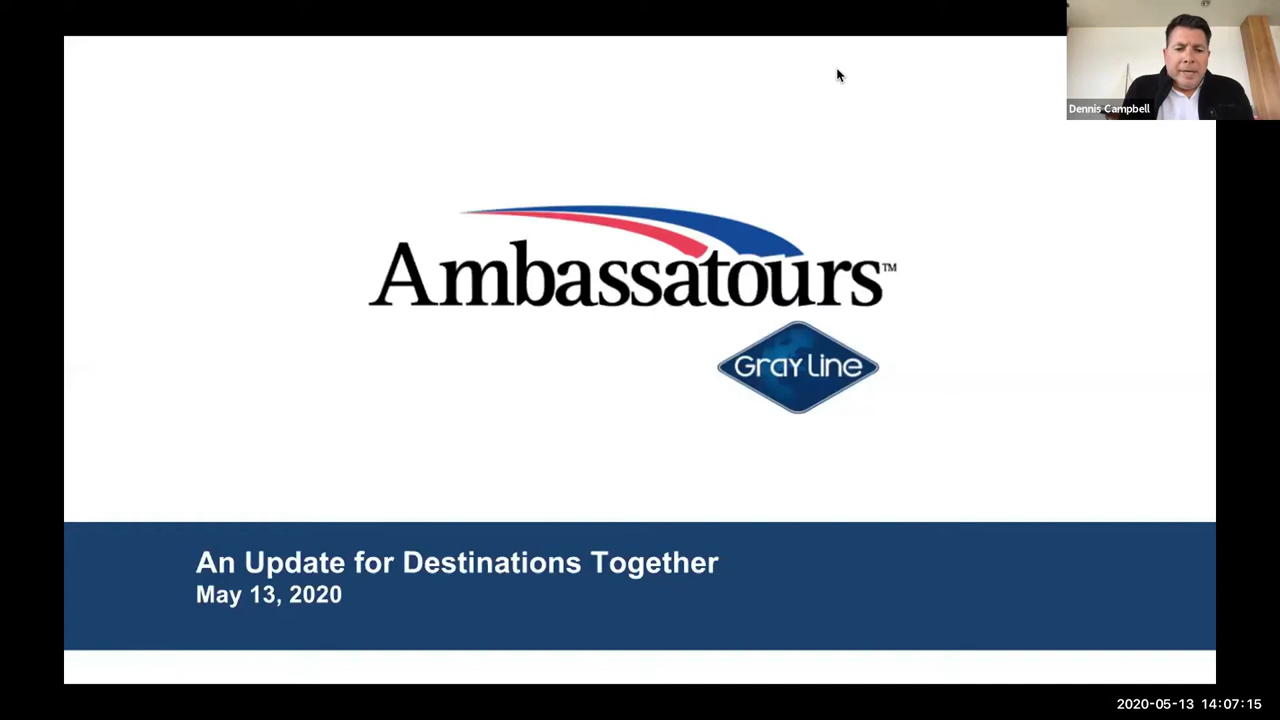 Dennis Campbell
Ambassatours™
Gray Line
An Update for Destinations Together
May 13, 2020
2020-05-13 14:07:15